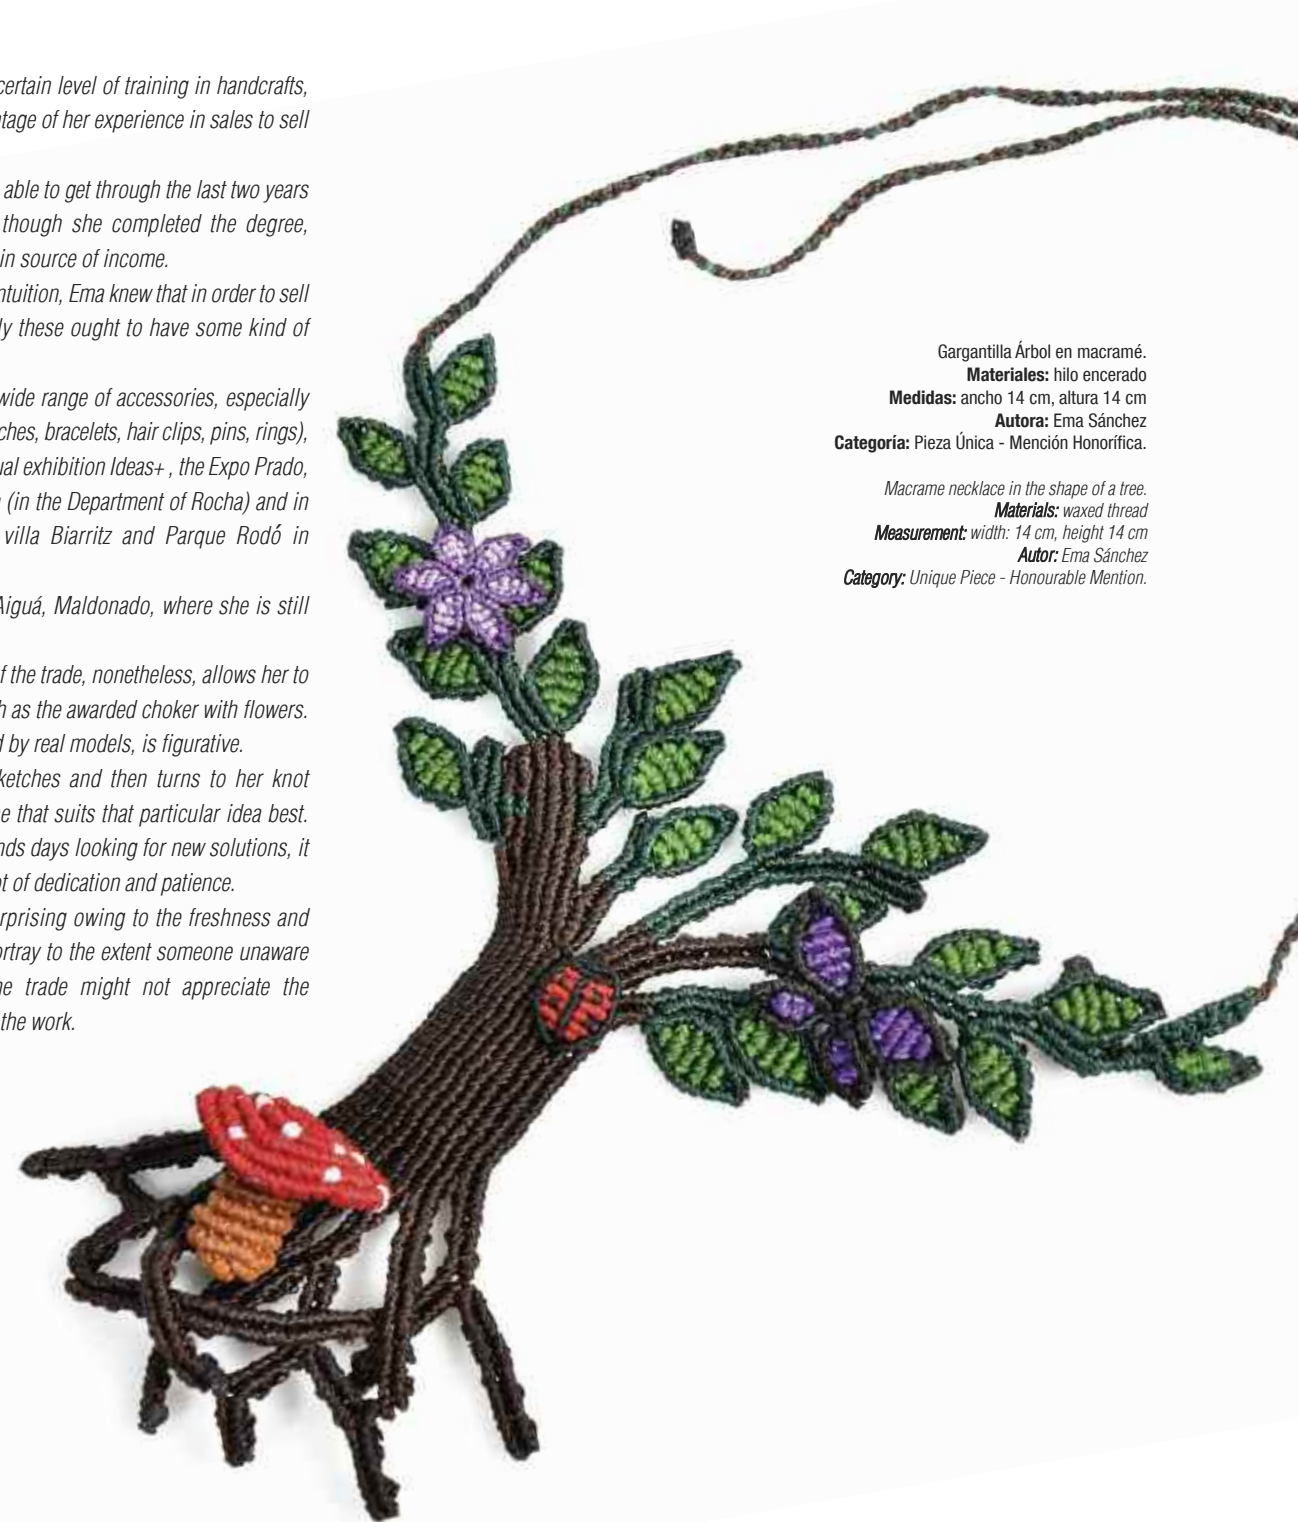 certain level of training in handcrafts,
tage of her experience in sales to sell
able to get through the last two years
though she completed the degree,
in source of income.
ntuition, Ema knew that in order to sell
ly these ought to have some kind of
wide range of accessories, especially
ches, bracelets, hair clips, pins, rings),
ual exhibition Ideas+ , the Expo Prado,
(in the Department of Rocha) and in
villa Biarritz and Parque Rodó in
Aiguá, Maldonado, where she is still
f the trade, nonetheless, allows her to
h as the awarded choker with flowers.
d by real models, is figurative.
ketches and then turns to her knot
e that suits that particular idea best.
nds days looking for new solutions, it
ot of dedication and patience.
rprising owing to the freshness and
ortray to the extent someone unaware
he trade might not appreciate the
the work.
Gargantilla Árbol en macramé.
Materiales: hilo encerado
Medidas: ancho 14 cm, altura 14 cm
Autora: Ema Sánchez
Categoría: Pieza Única - Mención Honorífica.
Macrame necklace in the shape of a tree.
Materials: waxed thread
Measurement: width: 14 cm, height 14 cm
Autor: Ema Sánchez
Category: Unique Piece - Honourable Mention.